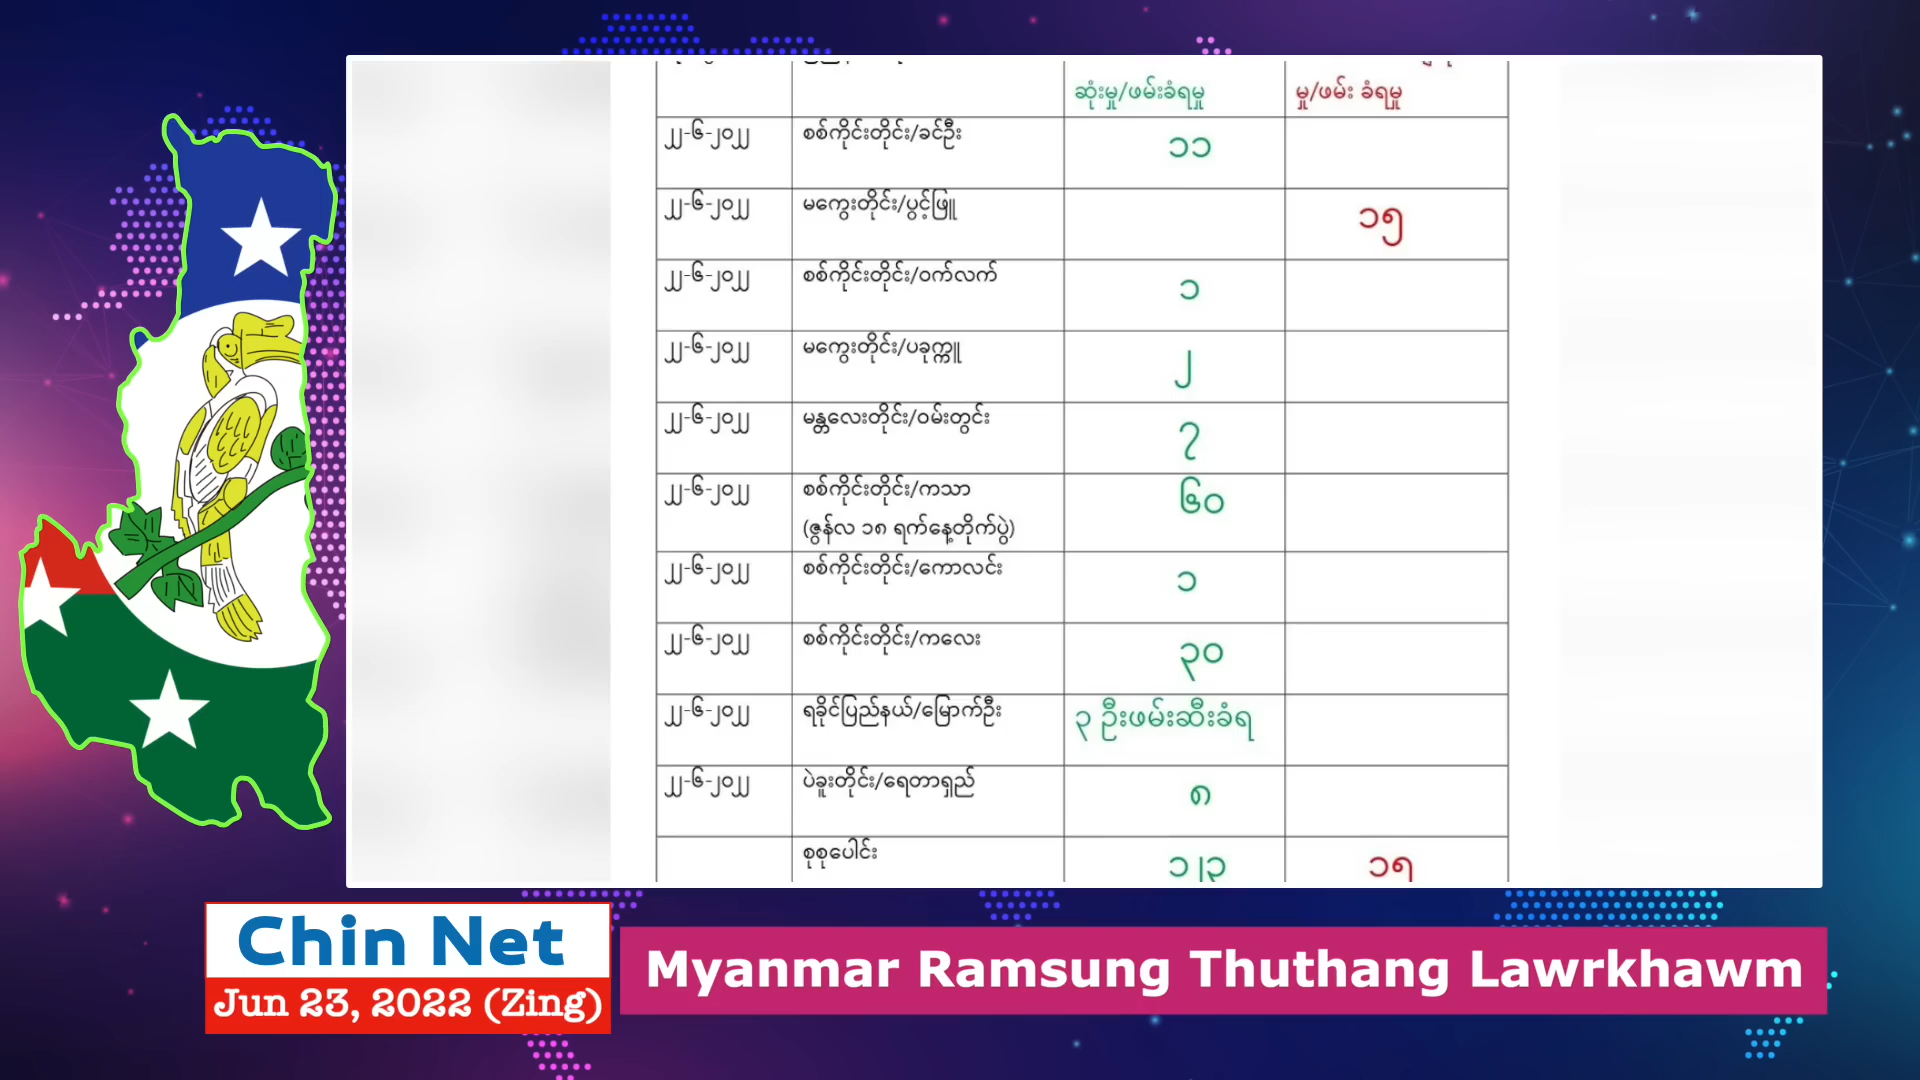 ဆုံးမှု/ဖမ်းခံရမှု မှု/ဖမ်း ခံရမှု
၂၂-၆-၂၀၂၂ စစ်ကိုင်းတိုင်း/ခင်ဦး ၁၁
၂၂-၆-၂၀၂၂ မကွေးတိုင်း/ပွင့်ဖြူ ၁၅
၂၂-၆-၂၀၂၂ စစ်ကိုင်းတိုင်း/ဝက်လက် ၁
၂၂-၆-၂၀၂၂ မကွေးတိုင်း/ပခုက္ကူ ၂
၂၂-၆-၂၀၂၂ မန္တလေးတိုင်း/ဝမ်းတွင်း ၇
၂၂-၆-၂၀၂၂ စစ်ကိုင်းတိုင်း/ကသာ ၆၀
(ဇွန်လ ၁၈ ရက်နေ့တိုက်ပွဲ)
၂၂-၆-၂၀၂၂ စစ်ကိုင်းတိုင်း/ကောလင်း ၁
၂၂-၆-၂၀၂၂ စစ်ကိုင်းတိုင်း/ကလေး ၃၀
၂၂-၆-၂၀၂၂ ရခိုင်ပြည်နယ်/မြောက်ဦး ၃ ဦးဖမ်းဆီးခံရ
၂၂-၆-၂၀၂၂ ပဲခူးတိုင်း/ရေတာရှည် ၈
စုစုပေါင်း ၁၂၃ ၁၅
Chin Net
Jun 23, 2022 (Zing)
Myanmar Ramsung Thuthang Lawrkhawm